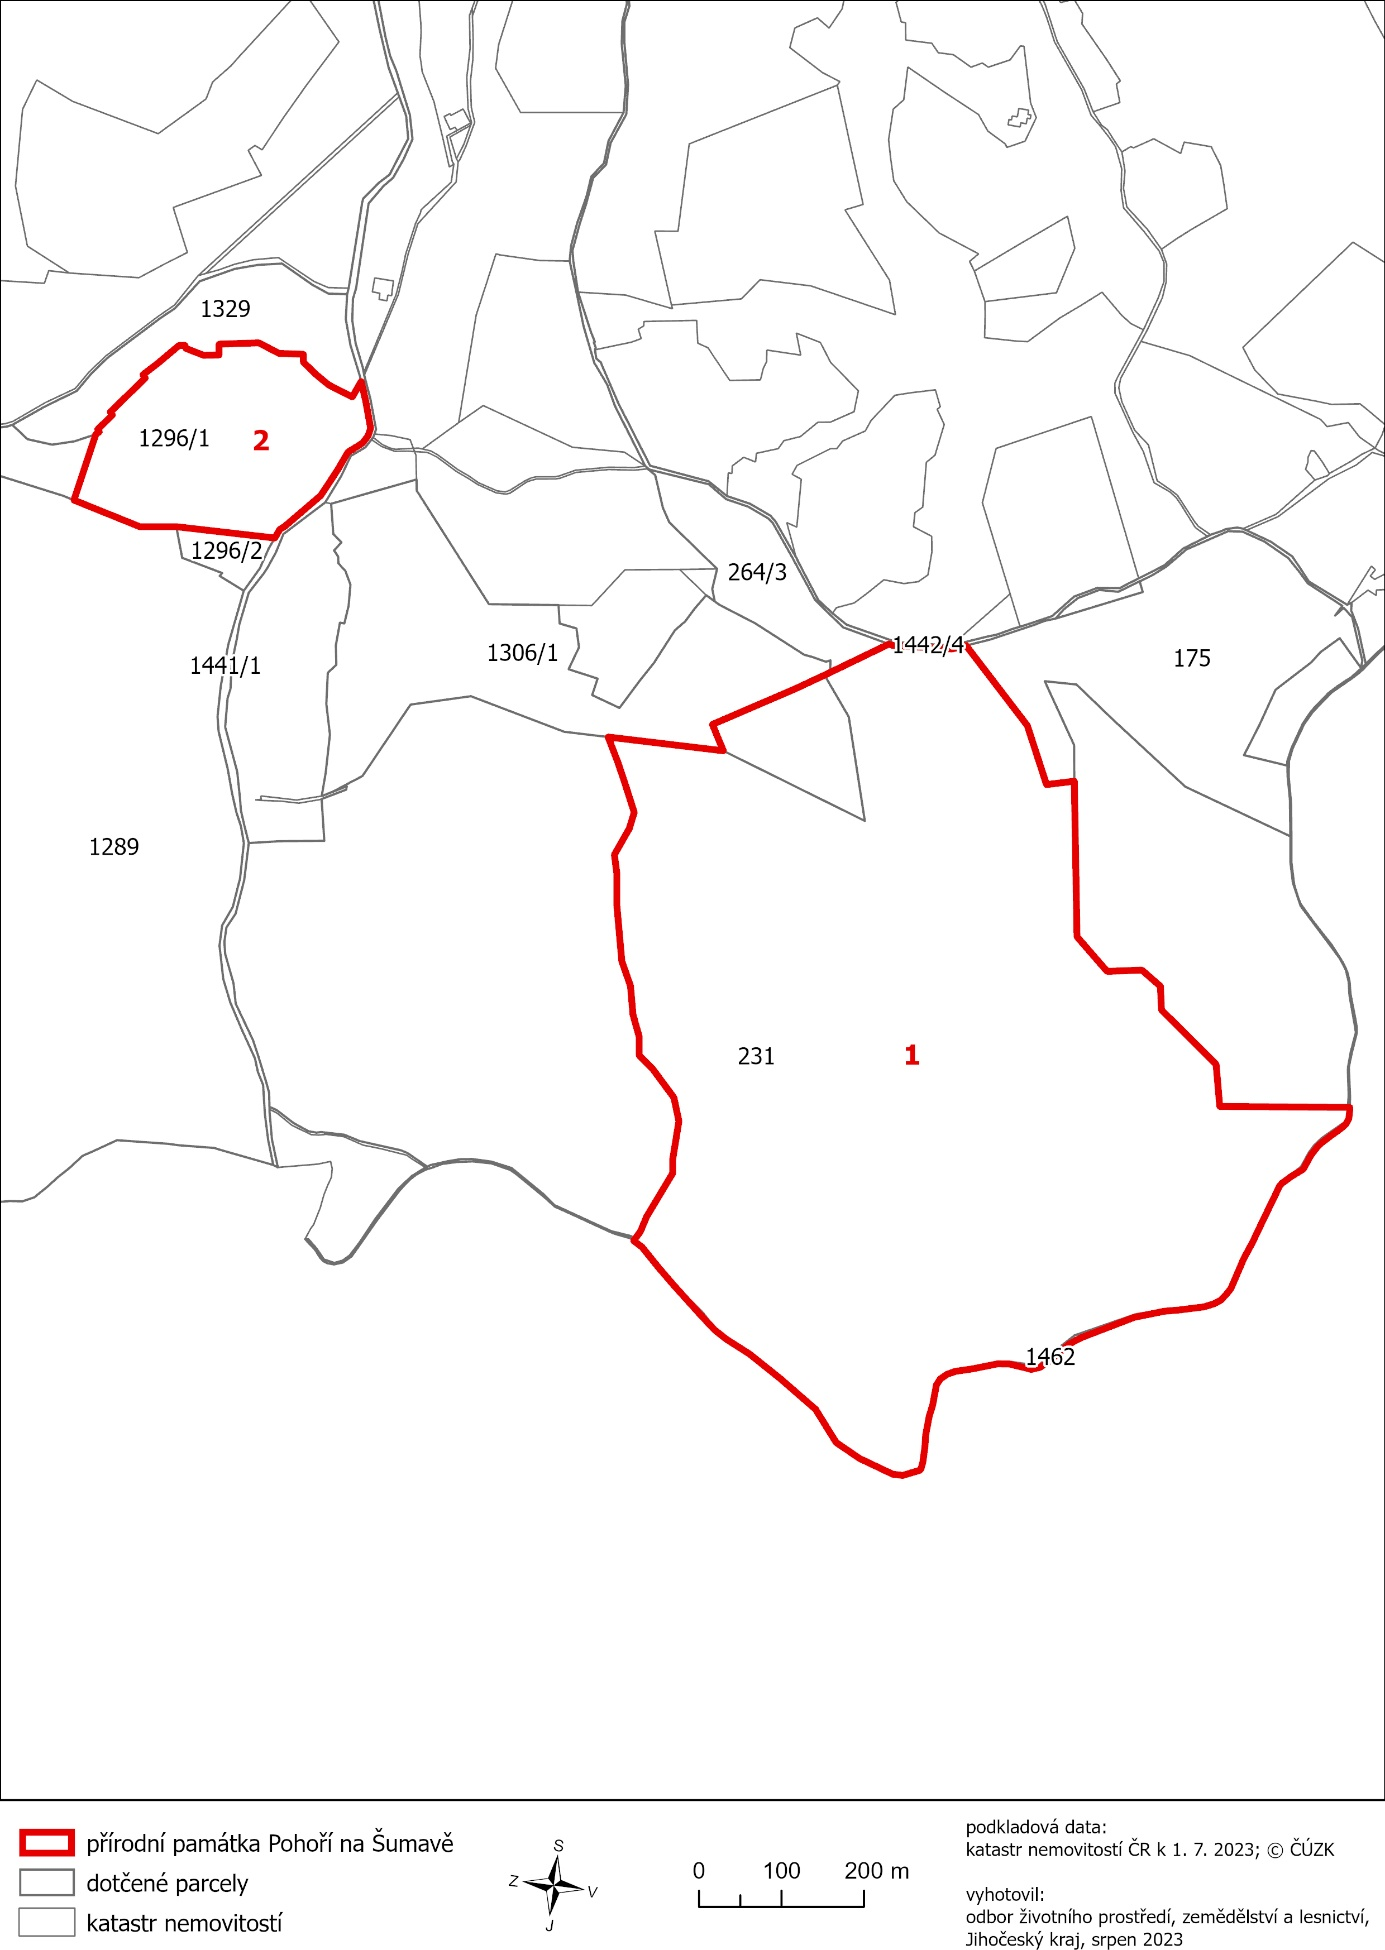 1329
1296/1
2
1296/2
264/3
1442/4
1306/1
175
1441/1
1289
231
1
1462
přírodní památka Pohoří na Šumavě
dotčené parcely
katastr nemovitostí
S
Z
V
J
0 100 200 m
podkladová data:
katastr nemovitostí ČR k 1. 7. 2023; © ČÚZK
vyhotovil:
odbor životního prostředí, zemědělství a lesnictví,
Jihočeský kraj, srpen 2023